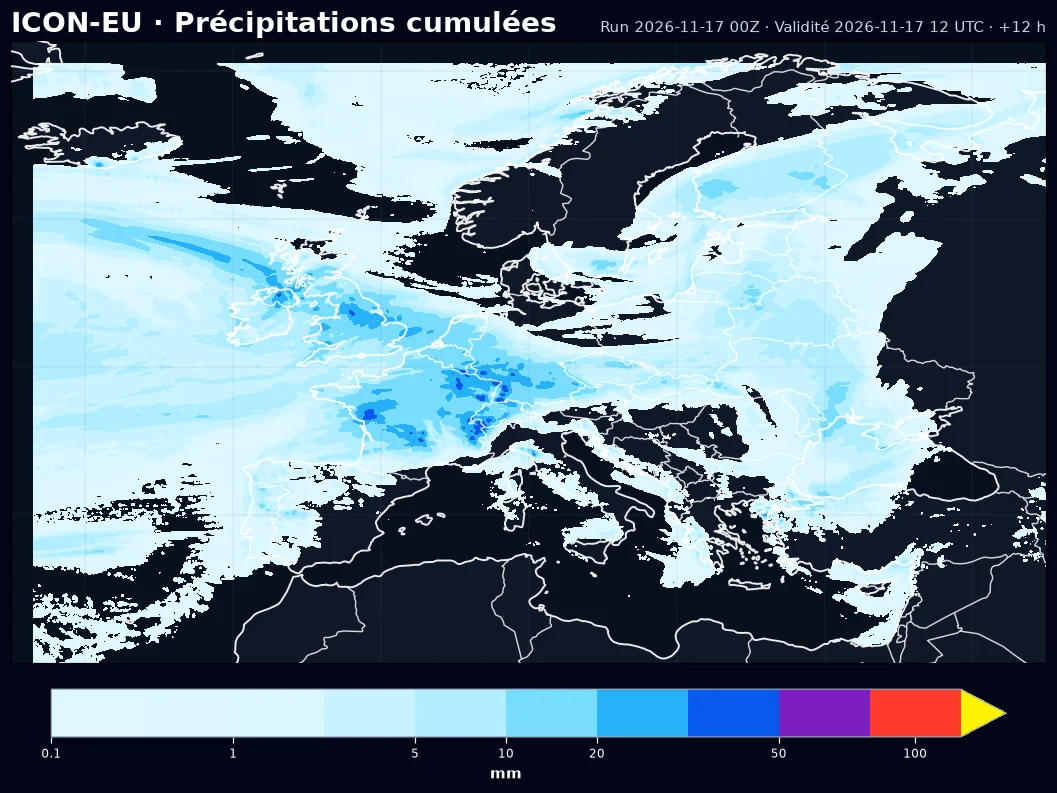 ICON-EU · Précipitations cumulées
Run 2026-11-17 00Z · Validité 2026-11-17 12 UTC · +12 h
0.1 1 5 10 20 50 100
mm